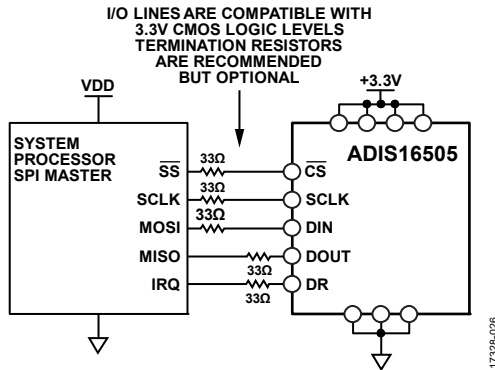 I/O LINES ARE COMPATIBLE WITH
3.3V CMOS LOGIC LEVELS
TERMINATION RESISTORS
ARE RECOMMENDED
BUT OPTIONAL
VDD
+3.3V
SYSTEM
PROCESSOR
SPI MASTER
ADIS16505
SS
33Ω
CS
SCLK
33Ω
SCLK
MOSI
33Ω
DIN
MISO
33Ω
DOUT
IRQ
33Ω
DR
17328-026